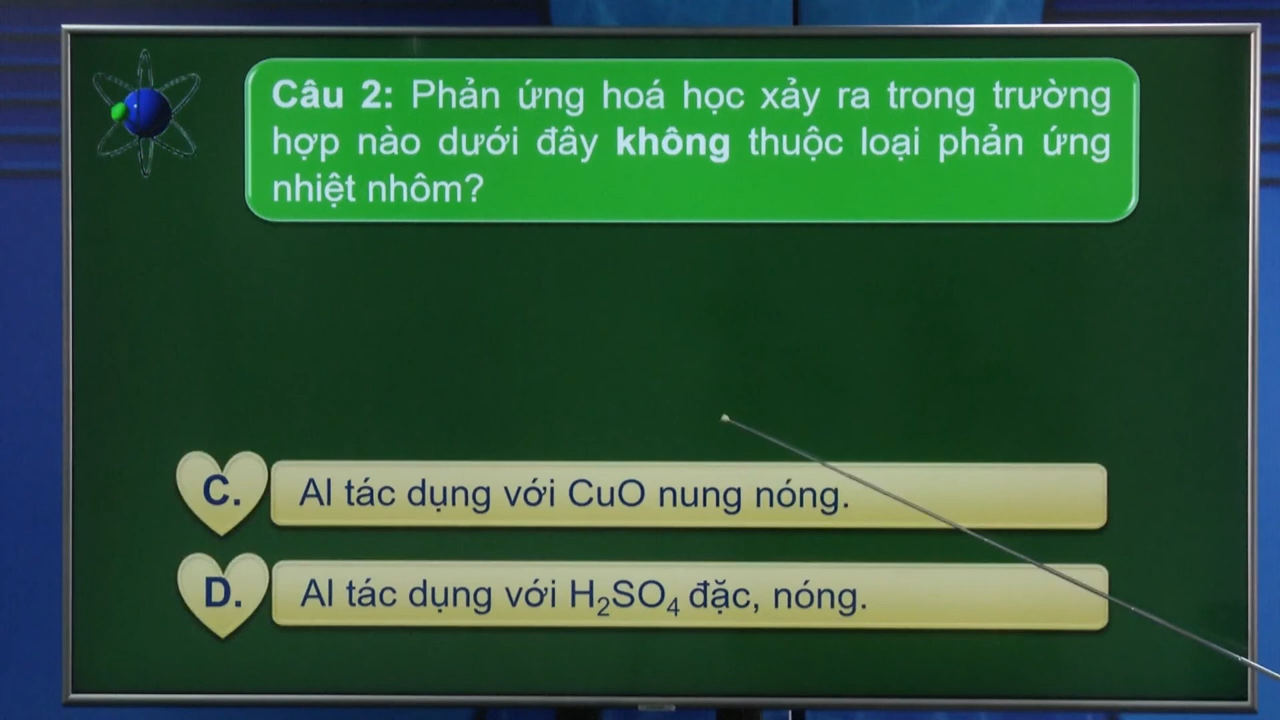 Câu 2: Phản ứng hoá học xảy ra trong trường
hợp nào dưới đây không thuộc loại phản ứng
nhiệt nhôm?
C. Al tác dụng với CuO nung nóng.
D. Al tác dụng với H₂SO₄ đặc, nóng.